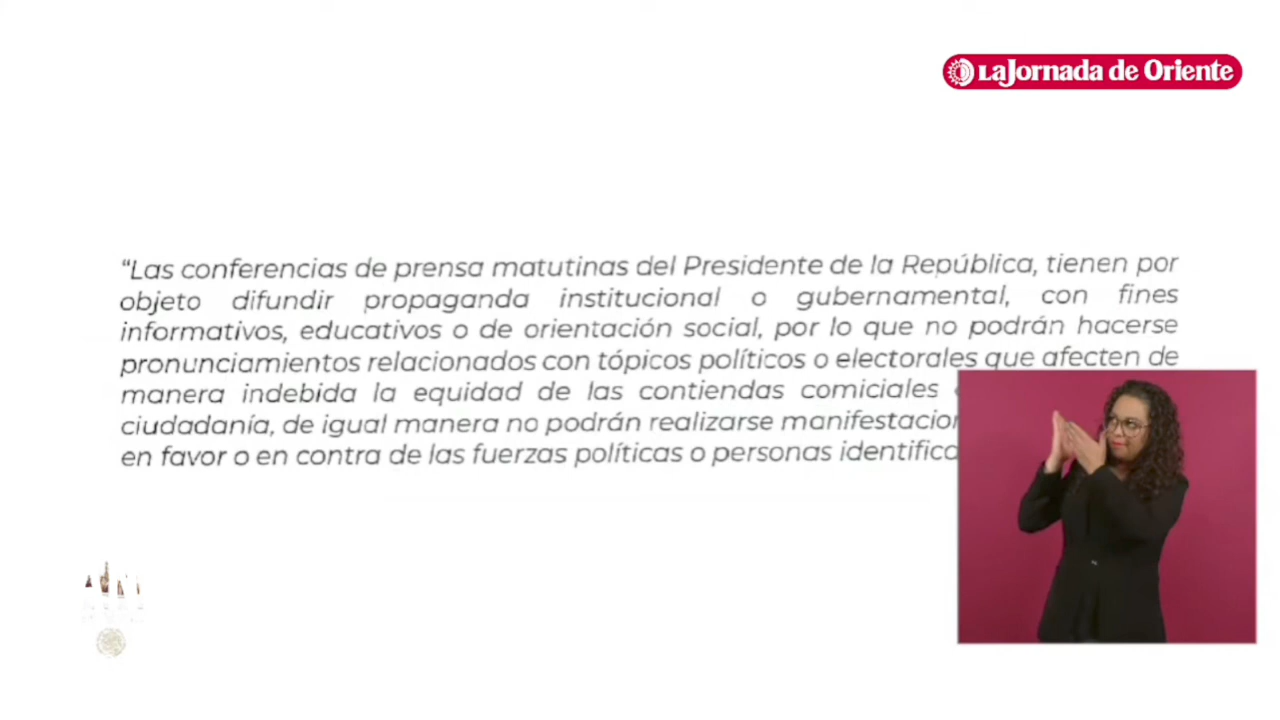 LaJornada de Oriente
“Las conferencias de prensa matutinas del Presidente de la República, tienen por
objeto difundir propaganda institucional o gubernamental, con fines
informativos, educativos o de orientación social, por lo que no podrán hacerse
pronunciamientos relacionados con tópicos políticos o electorales que afecten de
manera indebida la equidad de las contiendas comiciales
ciudadanía, de igual manera no podrán realizarse
en favor o en contra de las fuerzas políticas o personas